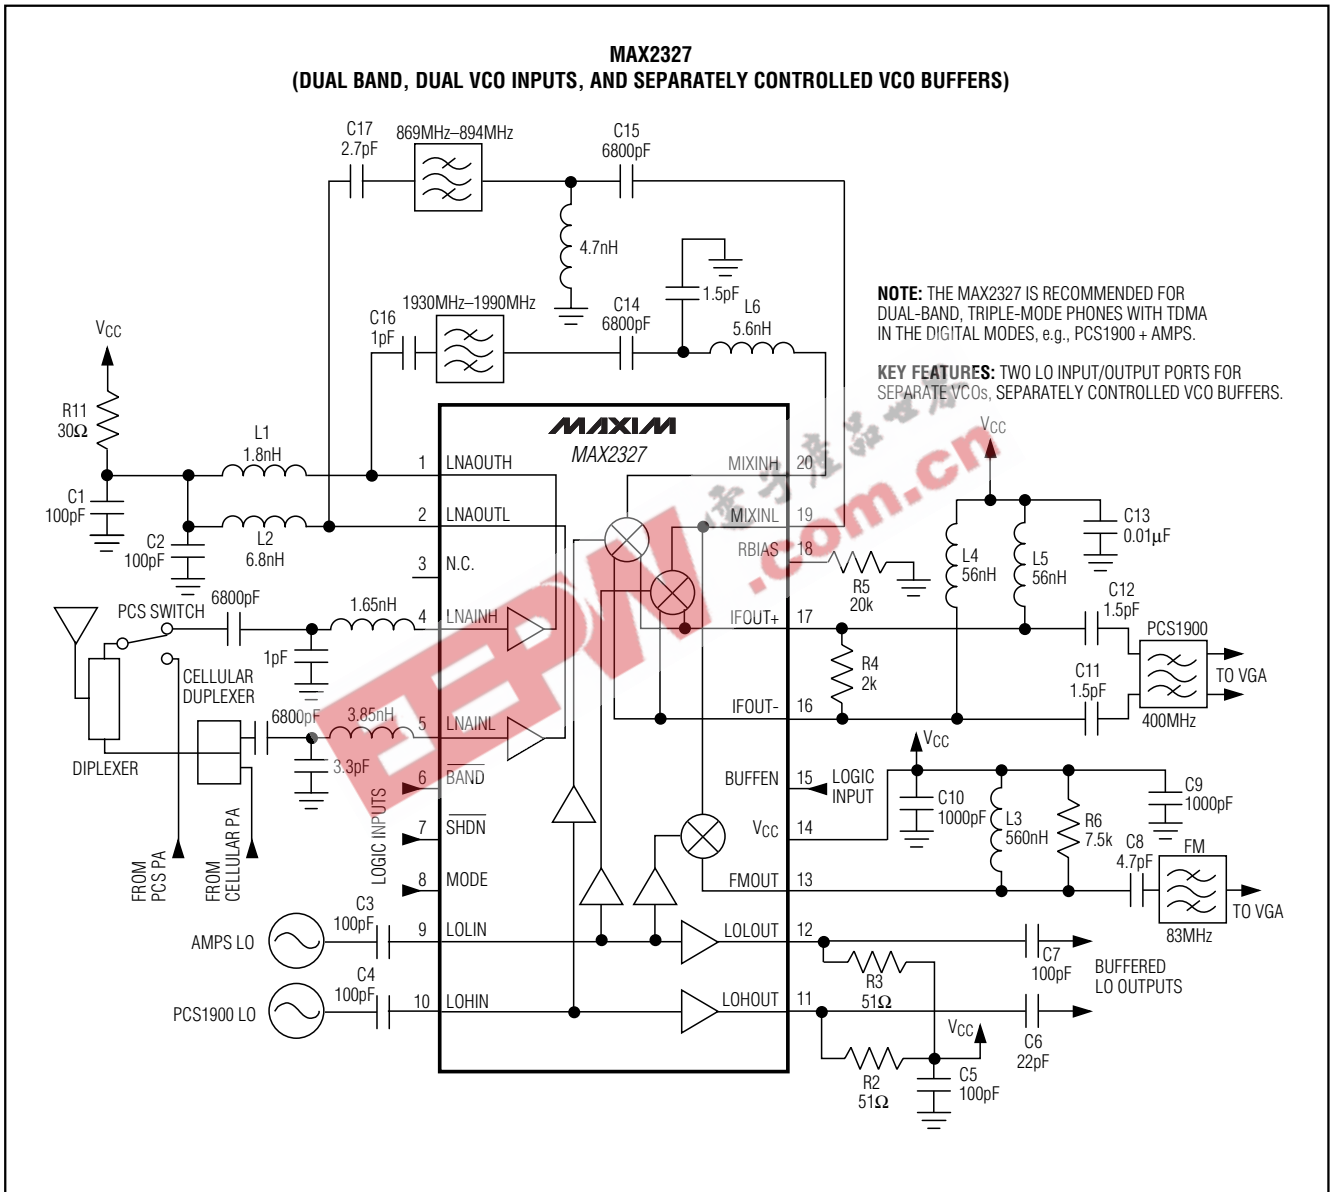 MAX2327
(DUAL BAND, DUAL VCO INPUTS, AND SEPARATELY CONTROLLED VCO BUFFERS)
C17
2.7pF
869MHz–894MHz
C15
6800pF
4.7nH
1.5pF
1930MHz–1990MHz
C16
1pF
C14
6800pF
L6
5.6nH
NOTE: THE MAX2327 IS RECOMMENDED FOR
DUAL-BAND, TRIPLE-MODE PHONES WITH TDMA
IN THE DIGITAL MODES, e.g., PCS1900 + AMPS.
KEY FEATURES: TWO LO INPUT/OUTPUT PORTS FOR
SEPARATE VCOs, SEPARATELY CONTROLLED VCO BUFFERS.
VCC
R11
30Ω
L1
1.8nH
C1
100pF
C2
100pF
L2
6.8nH
MAXIM
MAX2327
1 LNAOUTH
2 LNAOUTL
3 N.C.
4 LNAINH
5 LNAINL
6 BAND
7 SHDN
8 MODE
9 LOLIN
10 LOHIN
MIXINH 20
MIXINL 19
RBIAS 18
IFOUT+ 17
IFOUT- 16
BUFFEN 15
VCC 14
FMOUT 13
LOLOUT 12
LOHOUT 11
電子產品世界
EEPW.com.cn
VCC
L4
56nH
L5
56nH
C13
0.01µF
R5
20k
C12
1.5pF
PCS1900
R4
2k
TO VGA
C11
1.5pF
400MHz
PCS SWITCH
6800pF
1.65nH
1pF
CELLULAR
DUPLEXER
6800pF
3.85nH
3.3pF
DIPLEXER
LOGIC INPUTS
FROM
PCS PA
FROM
CELLULAR PA
LOGIC
INPUT
VCC
C10
1000pF
L3
560nH
R6
7.5k
C9
1000pF
C8
4.7pF
FM
TO VGA
83MHz
C3
100pF
AMPS LO
C4
100pF
PCS1900 LO
R3
51Ω
C7
100pF
BUFFERED
LO OUTPUTS
VCC
C6
22pF
R2
51Ω
C5
100pF